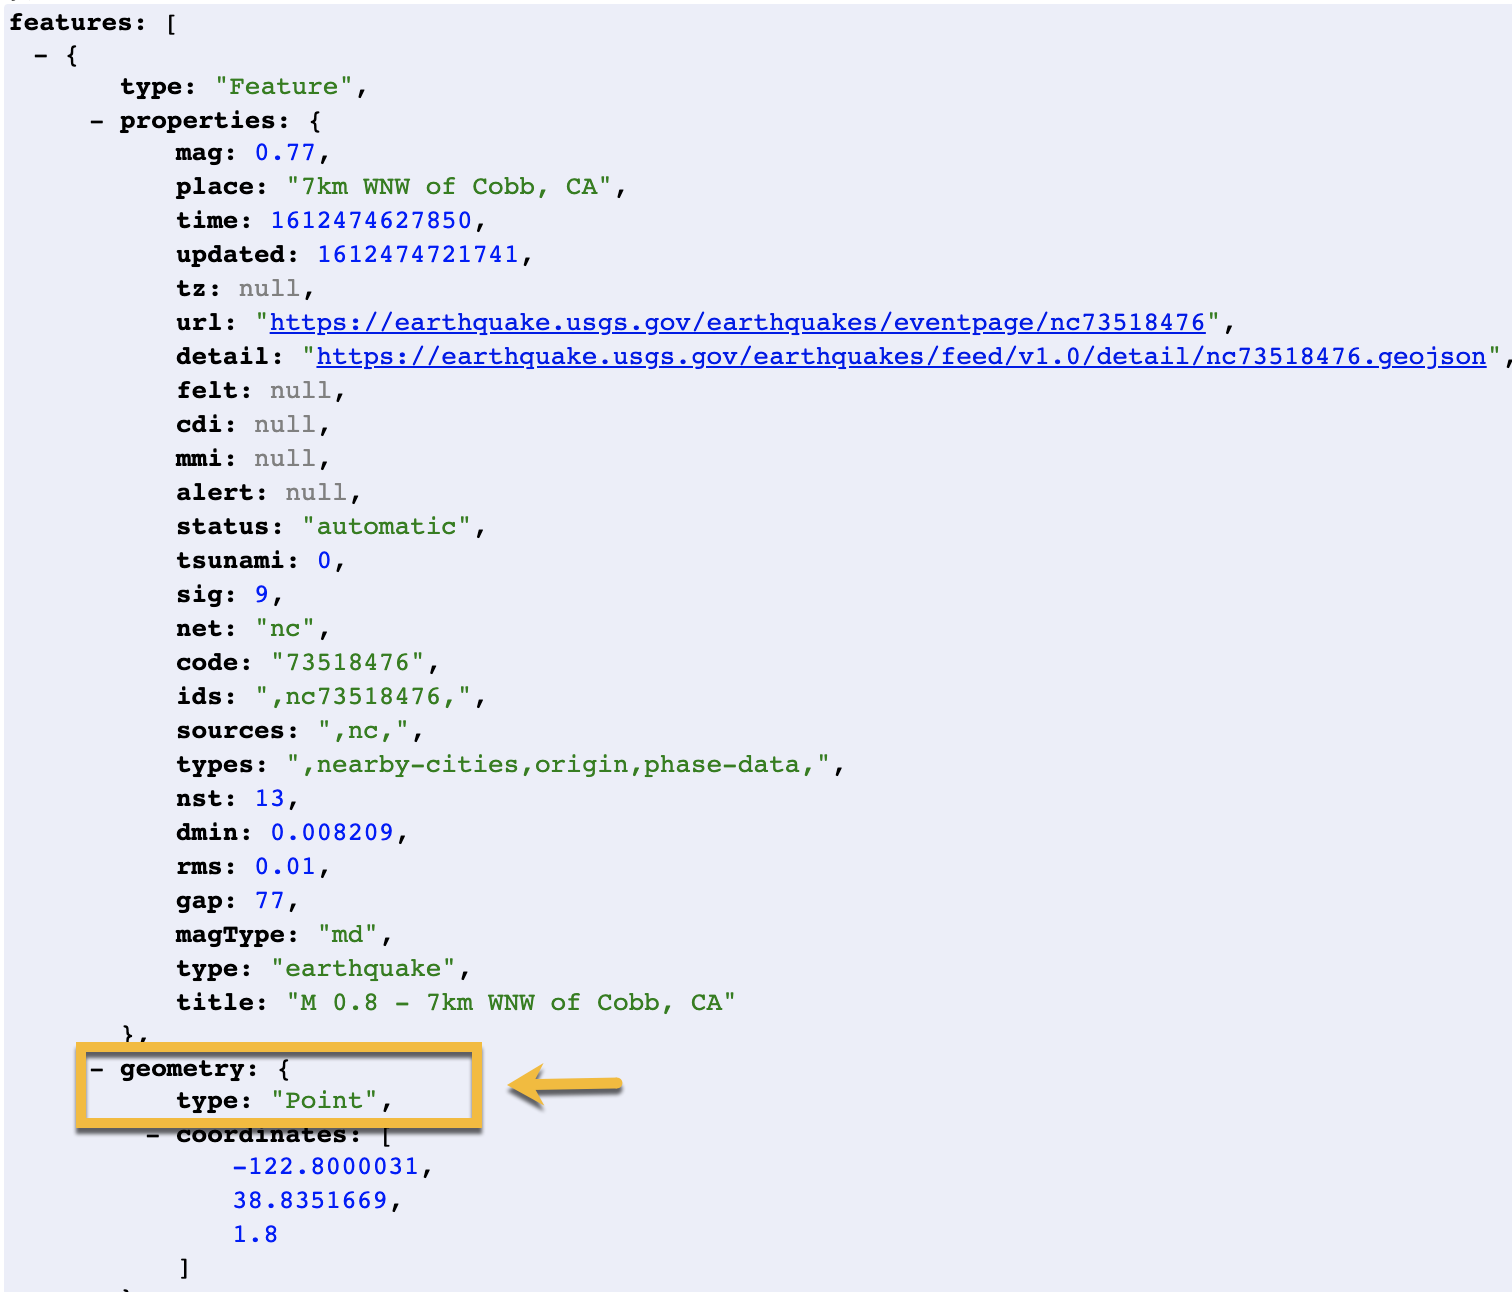 features: [
- {
type: "Feature",
- properties: {
mag: 0.77,
place: "7km WNW of Cobb, CA",
time: 1612474627850,
updated: 1612474721741,
tz: null,
url: "https://earthquake.usgs.gov/earthquakes/eventpage/nc73518476",
detail: "https://earthquake.usgs.gov/earthquakes/feed/v1.0/detail/nc73518476.geojson",
felt: null,
cdi: null,
mmi: null,
alert: null,
status: "automatic",
tsunami: 0,
sig: 9,
net: "nc",
code: "73518476",
ids: ",nc73518476,",
sources: ",nc,",
types: ",nearby-cities,origin,phase-data,",
nst: 13,
dmin: 0.008209,
rms: 0.01,
gap: 77,
magType: "md",
type: "earthquake",
title: "M 0.8 - 7km WNW of Cobb, CA"
},
- geometry: {
type: "Point",
- coordinates: [
-122.8000031,
38.8351669,
1.8
]